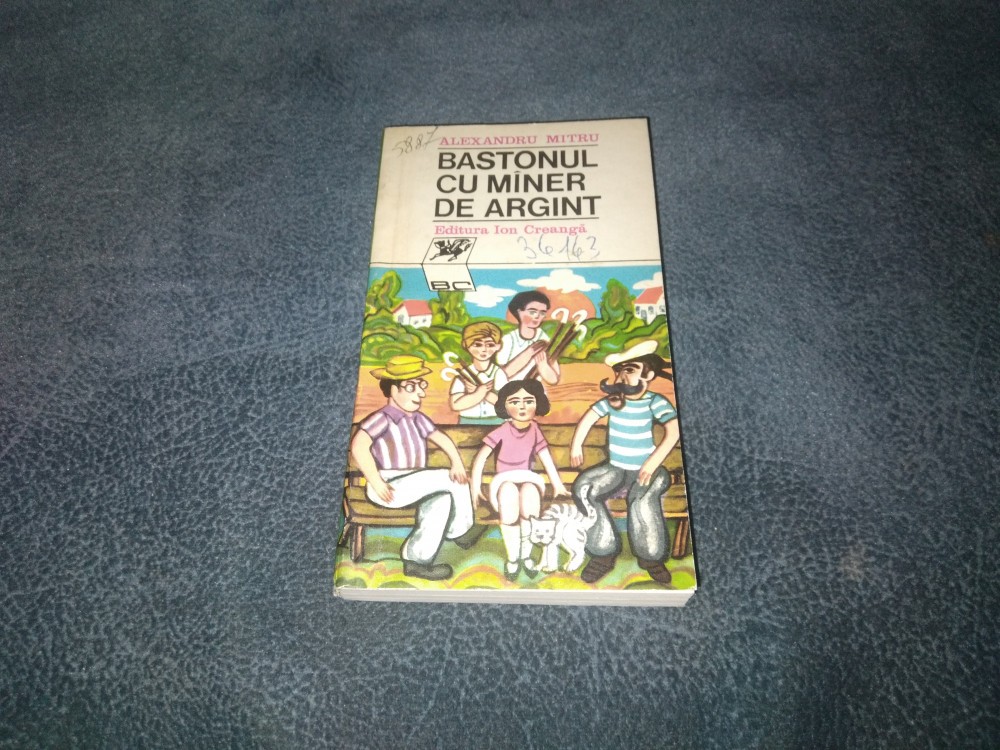 5887
ALEXANDRU MITRU
BASTONUL
CU MÎNER
DE ARGINT
Editura Ion Creangă
36163
BC